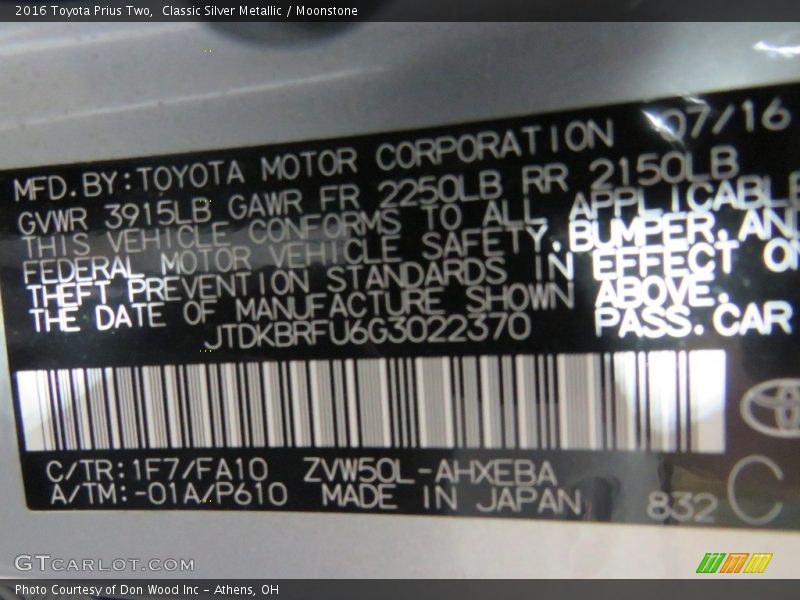 2016 Toyota Prius Two,  Classic Silver Metallic / Moonstone
07/16
MFD.BY:TOYOTA MOTOR CORPORATION
GVWR 3915LB GAWR FR 2250LB RR 2150LB
THIS VEHICLE CONFORMS TO ALL APPLICABLE
FEDERAL MOTOR VEHICLE SAFETY,BUMPER,AND
THEFT PREVENTION STANDARDS IN EFFECT ON
THE DATE OF MANUFACTURE SHOWN ABOVE.
JTDKBRFU6G3022370 PASS.CAR
C/TR:1F7/FA10 ZVW50L-AHXEBA
A/TM:-01A/P610 MADE IN JAPAN 832 C
GTCARLOT.COM
Photo Courtesy of Don Wood Inc - Athens, OH